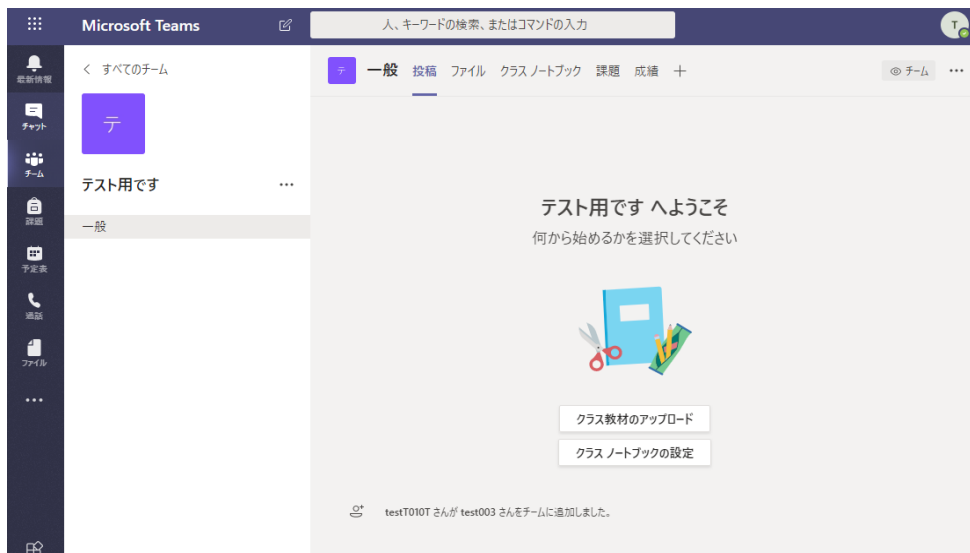 Microsoft Teams
人、キーワードの検索、またはコマンドの入力
T
最新情報
チャット
チーム
課題
予定表
通話
ファイル
すべてのチーム
テ
テスト用です
一般
テ
一般 投稿 ファイル クラス ノートブック 課題 成績
チーム
テスト用です へようこそ
何から始めるかを選択してください
クラス教材のアップロード
クラス ノートブックの設定
testT010T さんが test003 さんをチームに追加しました。